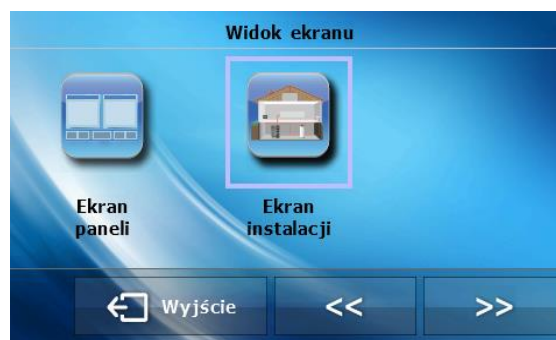 Widok ekranu
Ekran
paneli
Ekran
instalacji
Wyjście
<<
>>